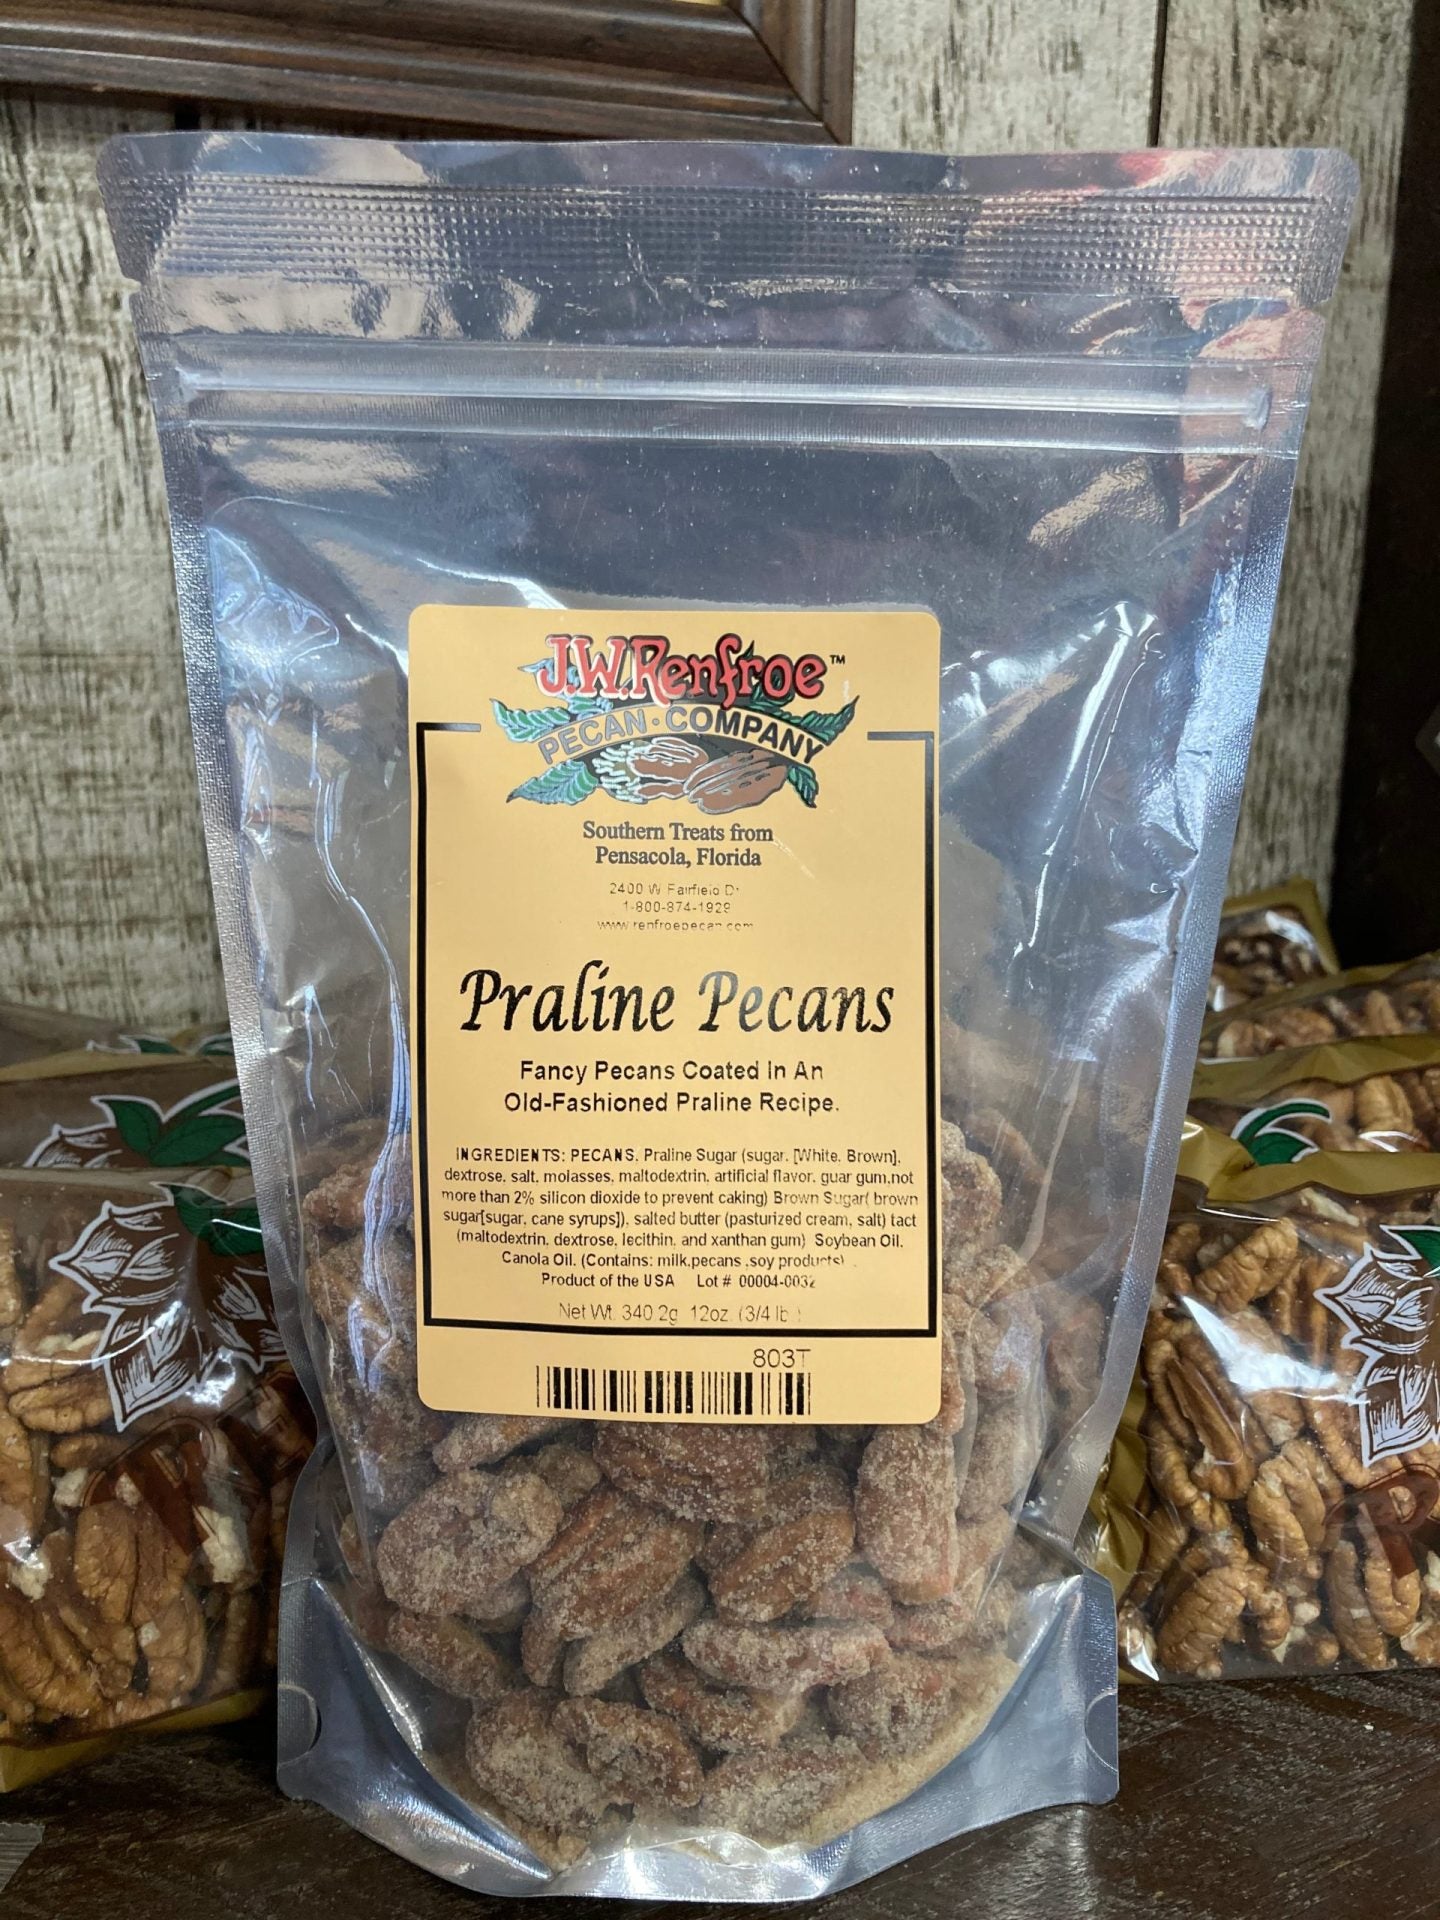 J.W.Renfroe™
PECAN · COMPANY
Southern Treats from
Pensacola, Florida
2400 W Fairfield Dr
1-800-874-1929
www.renfroepecan.com
Praline Pecans
Fancy Pecans Coated In An
Old-Fashioned Praline Recipe.
INGREDIENTS: PECANS, Praline Sugar (sugar, [White, Brown],
dextrose, salt, molasses, maltodextrin, artificial flavor, guar gum,not
more than 2% silicon dioxide to prevent caking) Brown Sugar( brown
sugar[sugar, cane syrups]), salted butter (pasturized cream, salt) tact
(maltodextrin, dextrose, lecithin, and xanthan gum) Soybean Oil,
Canola Oil. (Contains: milk,pecans ,soy products) .
Product of the USA Lot # 00004-0032
Net Wt. 340.2g 12oz. (3/4 lb.)
803T